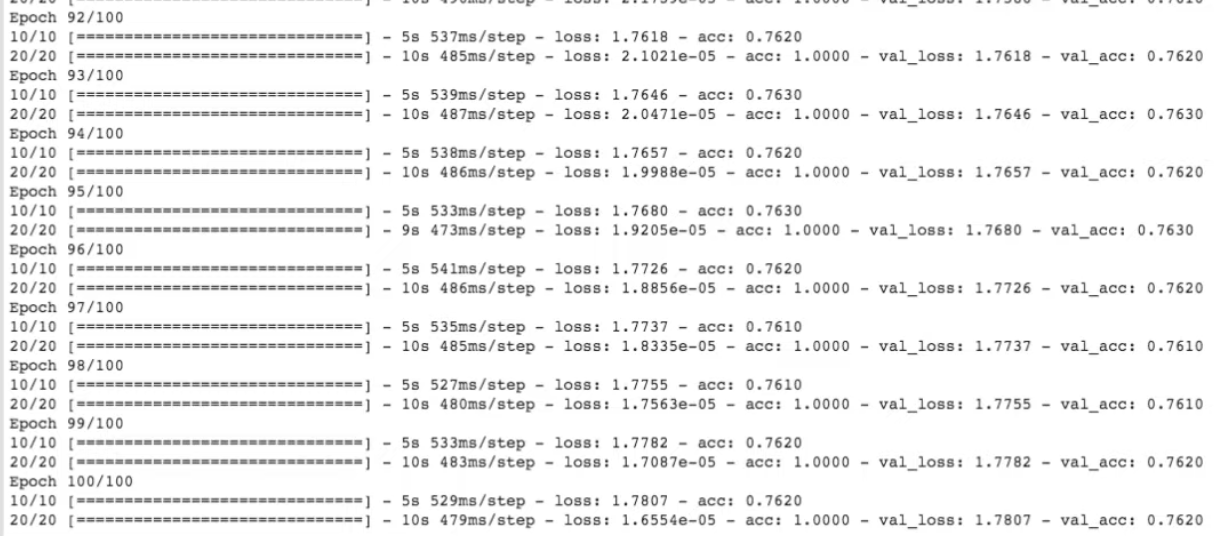 20/20 [==============================] - 10s 490ms/step - loss: 2.1739e-05 - acc: 1.0000 - val_loss: - val_acc: 0.7610
Epoch 92/100
10/10 [==============================] - 5s 537ms/step - loss: 1.7618 - acc: 0.7620
20/20 [==============================] - 10s 485ms/step - loss: 2.1021e-05 - acc: 1.0000 - val_loss: 1.7618 - val_acc: 0.7620
Epoch 93/100
10/10 [==============================] - 5s 539ms/step - loss: 1.7646 - acc: 0.7630
20/20 [==============================] - 10s 487ms/step - loss: 2.0471e-05 - acc: 1.0000 - val_loss: 1.7646 - val_acc: 0.7630
Epoch 94/100
10/10 [==============================] - 5s 538ms/step - loss: 1.7657 - acc: 0.7620
20/20 [==============================] - 10s 486ms/step - loss: 1.9988e-05 - acc: 1.0000 - val_loss: 1.7657 - val_acc: 0.7620
Epoch 95/100
10/10 [==============================] - 5s 533ms/step - loss: 1.7680 - acc: 0.7630
20/20 [==============================] - 9s 473ms/step - loss: 1.9205e-05 - acc: 1.0000 - val_loss: 1.7680 - val_acc: 0.7630
Epoch 96/100
10/10 [==============================] - 5s 541ms/step - loss: 1.7726 - acc: 0.7620
20/20 [==============================] - 10s 486ms/step - loss: 1.8856e-05 - acc: 1.0000 - val_loss: 1.7726 - val_acc: 0.7620
Epoch 97/100
10/10 [==============================] - 5s 535ms/step - loss: 1.7737 - acc: 0.7610
20/20 [==============================] - 10s 485ms/step - loss: 1.8335e-05 - acc: 1.0000 - val_loss: 1.7737 - val_acc: 0.7610
Epoch 98/100
10/10 [==============================] - 5s 527ms/step - loss: 1.7755 - acc: 0.7610
20/20 [==============================] - 10s 480ms/step - loss: 1.7563e-05 - acc: 1.0000 - val_loss: 1.7755 - val_acc: 0.7610
Epoch 99/100
10/10 [==============================] - 5s 533ms/step - loss: 1.7782 - acc: 0.7620
20/20 [==============================] - 10s 483ms/step - loss: 1.7087e-05 - acc: 1.0000 - val_loss: 1.7782 - val_acc: 0.7620
Epoch 100/100
10/10 [==============================] - 5s 529ms/step - loss: 1.7807 - acc: 0.7620
20/20 [==============================] - 10s 479ms/step - loss: 1.6554e-05 - acc: 1.0000 - val_loss: 1.7807 - val_acc: 0.7620